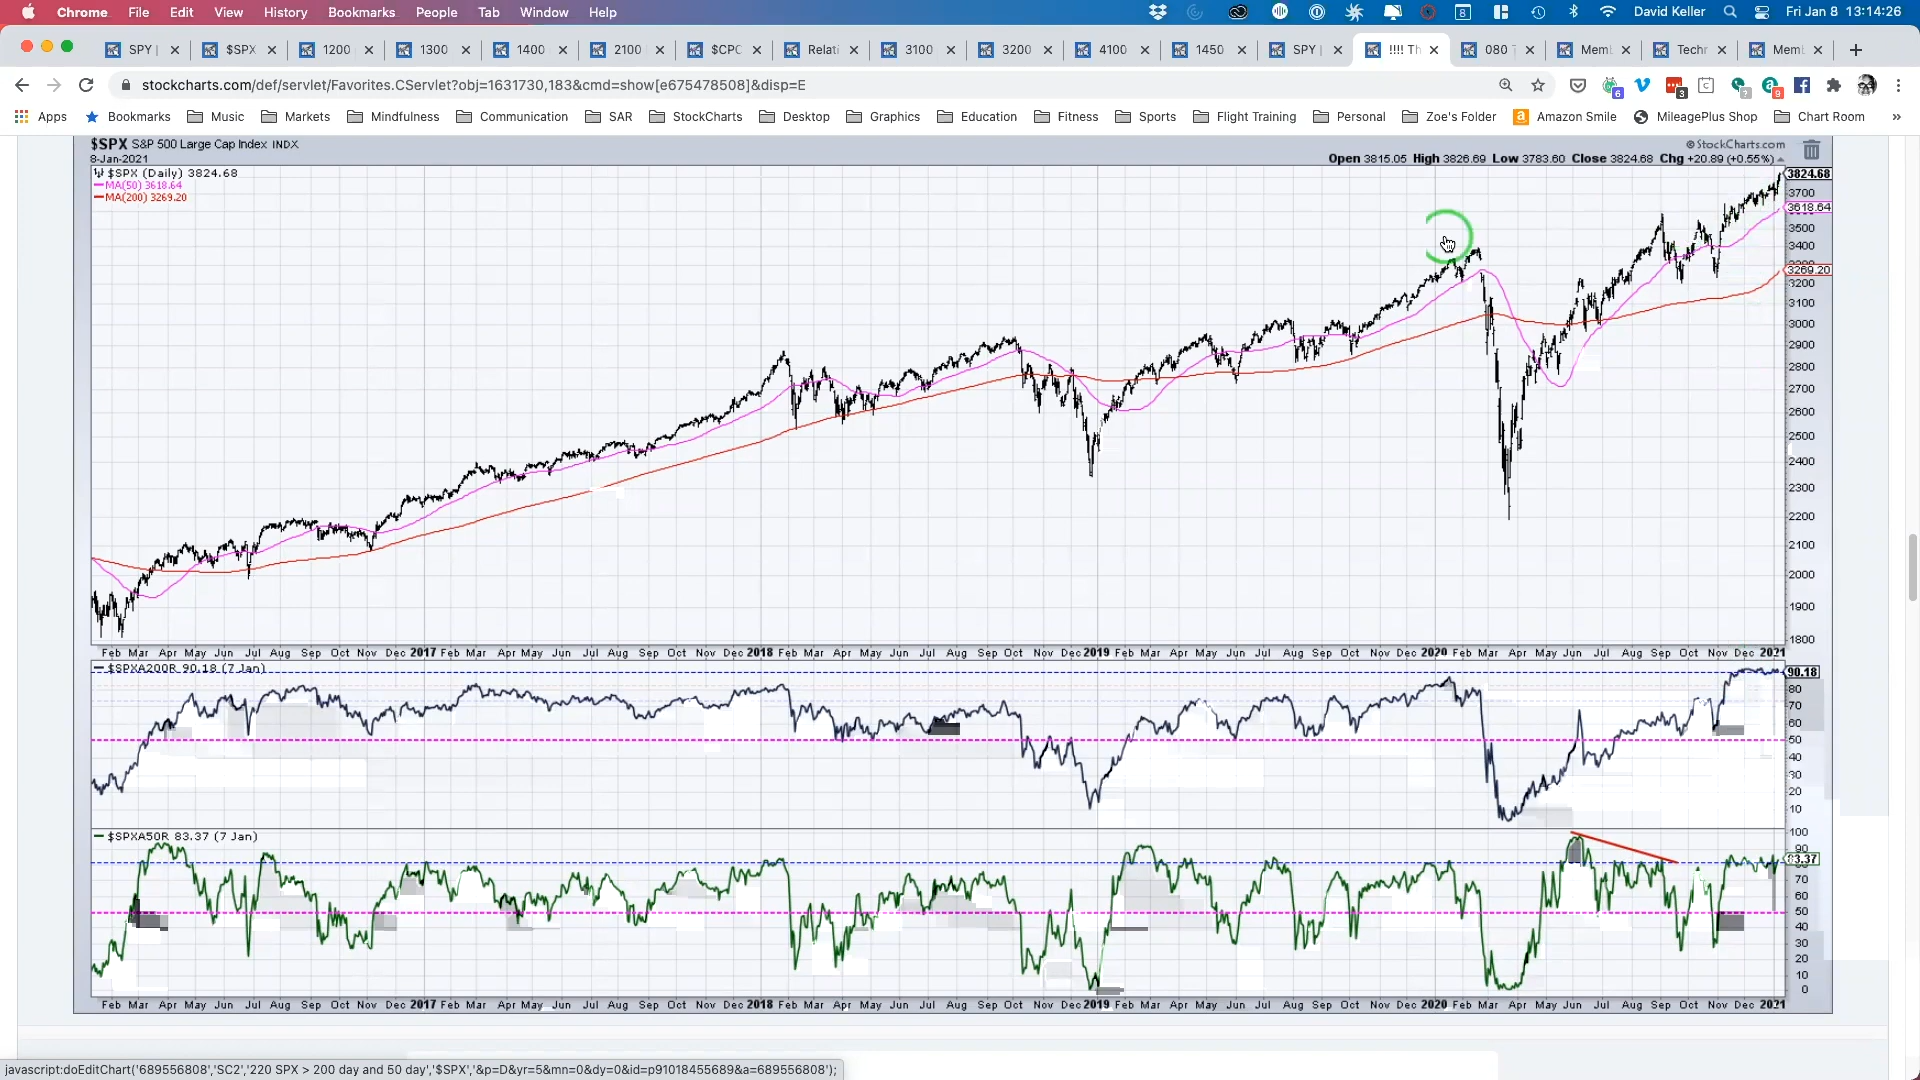 Chrome File Edit View History Bookmarks People Tab Window Help David Keller Fri Jan 8 13:14:26
SPY | $SPX 1200 1300 1400 2100 $CPC Relati 3100 3200 4100 1450 SPY | !!!! Th 080 Memb Techr Memb
stockcharts.com/def/servlet/Favorites.CServlet?obj=1631730,183&cmd=show[e675478508]&disp=E
Apps Bookmarks Music Markets Mindfulness Communication SAR StockCharts Desktop Graphics Education Fitness Sports Flight Training Personal Zoe's Folder Amazon Smile MileagePlus Shop Chart Room »
$SPX S&P 500 Large Cap Index INDX © StockCharts.com
8-Jan-2021 Open 3815.05 High 3826.69 Low 3783.60 Close 3824.68 Chg +20.89 (+0.55%)
$SPX (Daily) 3824.68
MA(50) 3618.64
MA(200) 3269.20
3824.68
3700
3618.64
3500
3400
3269.20
3200
3100
3000
2900
2800
2700
2600
2500
2400
2300
2200
2100
2000
1900
1800
Feb Mar Apr May Jun Jul Aug Sep Oct Nov Dec 2017 Feb Mar Apr May Jun Jul Aug Sep Oct Nov Dec 2018 Feb Mar Apr May Jun Jul Aug Sep Oct Nov Dec 2019 Feb Mar Apr May Jun Jul Aug Sep Oct Nov Dec 2020 Feb Mar Apr May Jun Jul Aug Sep Oct Nov Dec 2021
$SPXA200R 90.18 (7 Jan)
90.18
80
70
60
50
40
30
20
10
$SPXA50R 83.37 (7 Jan)
100
90
83.37
70
60
50
40
30
20
10
0
Feb Mar Apr May Jun Jul Aug Sep Oct Nov Dec 2017 Feb Mar Apr May Jun Jul Aug Sep Oct Nov Dec 2018 Feb Mar Apr May Jun Jul Aug Sep Oct Nov Dec 2019 Feb Mar Apr May Jun Jul Aug Sep Oct Nov Dec 2020 Feb Mar Apr May Jun Jul Aug Sep Oct Nov Dec 2021
javascript:doEditChart('689556808','SC2','220 SPX > 200 day and 50 day','$SPX','&p=D&yr=5&mn=0&dy=0&id=p91018455689&a=689556808');